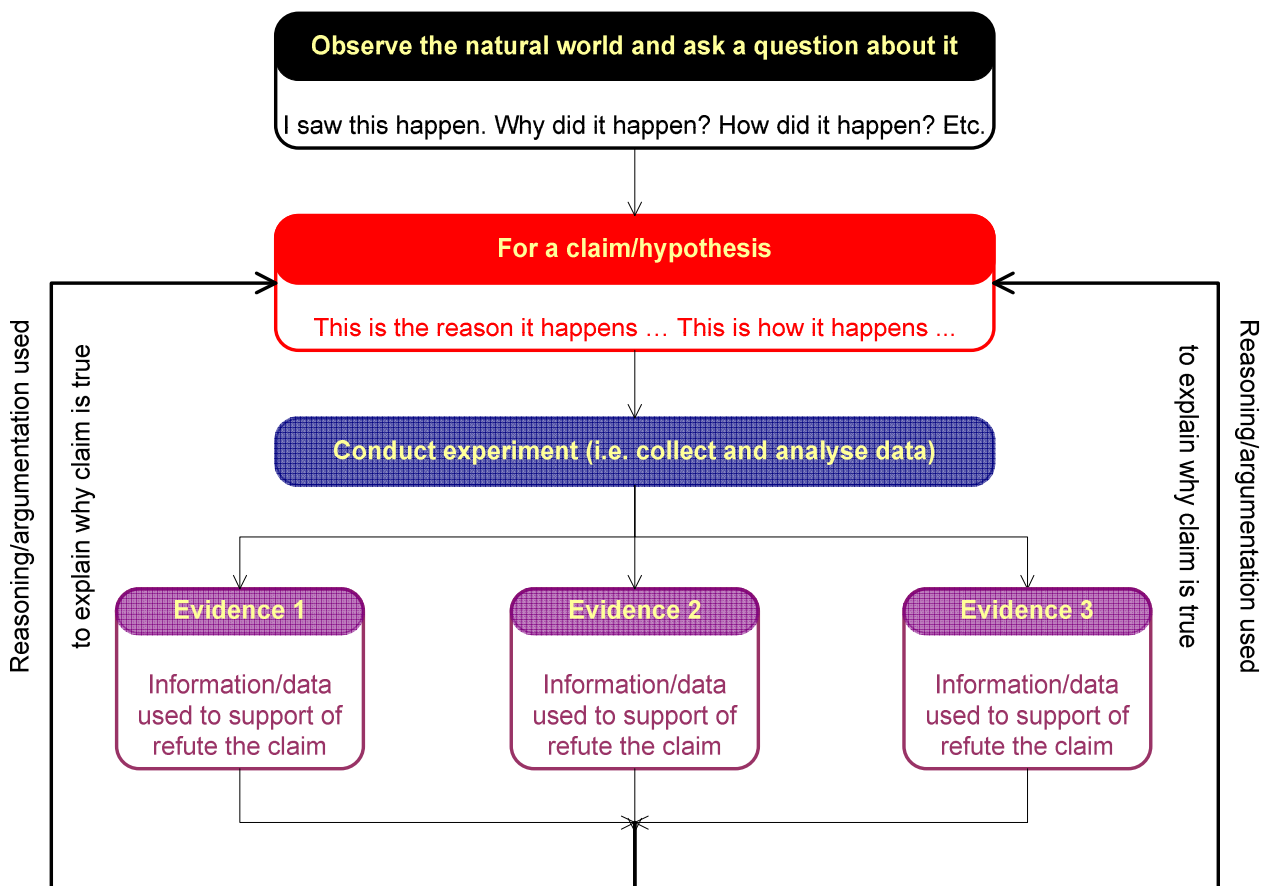 Observe the natural world and ask a question about it
I saw this happen. Why did it happen? How did it happen? Etc.
For a claim/hypothesis
This is the reason it happens … This is how it happens ...
Reasoning/argumentation used
to explain why claim is true
Reasoning/argumentation used
to explain why claim is true
Conduct experiment (i.e. collect and analyse data)
Evidence 1
Information/data
used to support of
refute the claim
Evidence 2
Information/data
used to support of
refute the claim
Evidence 3
Information/data
used to support of
refute the claim